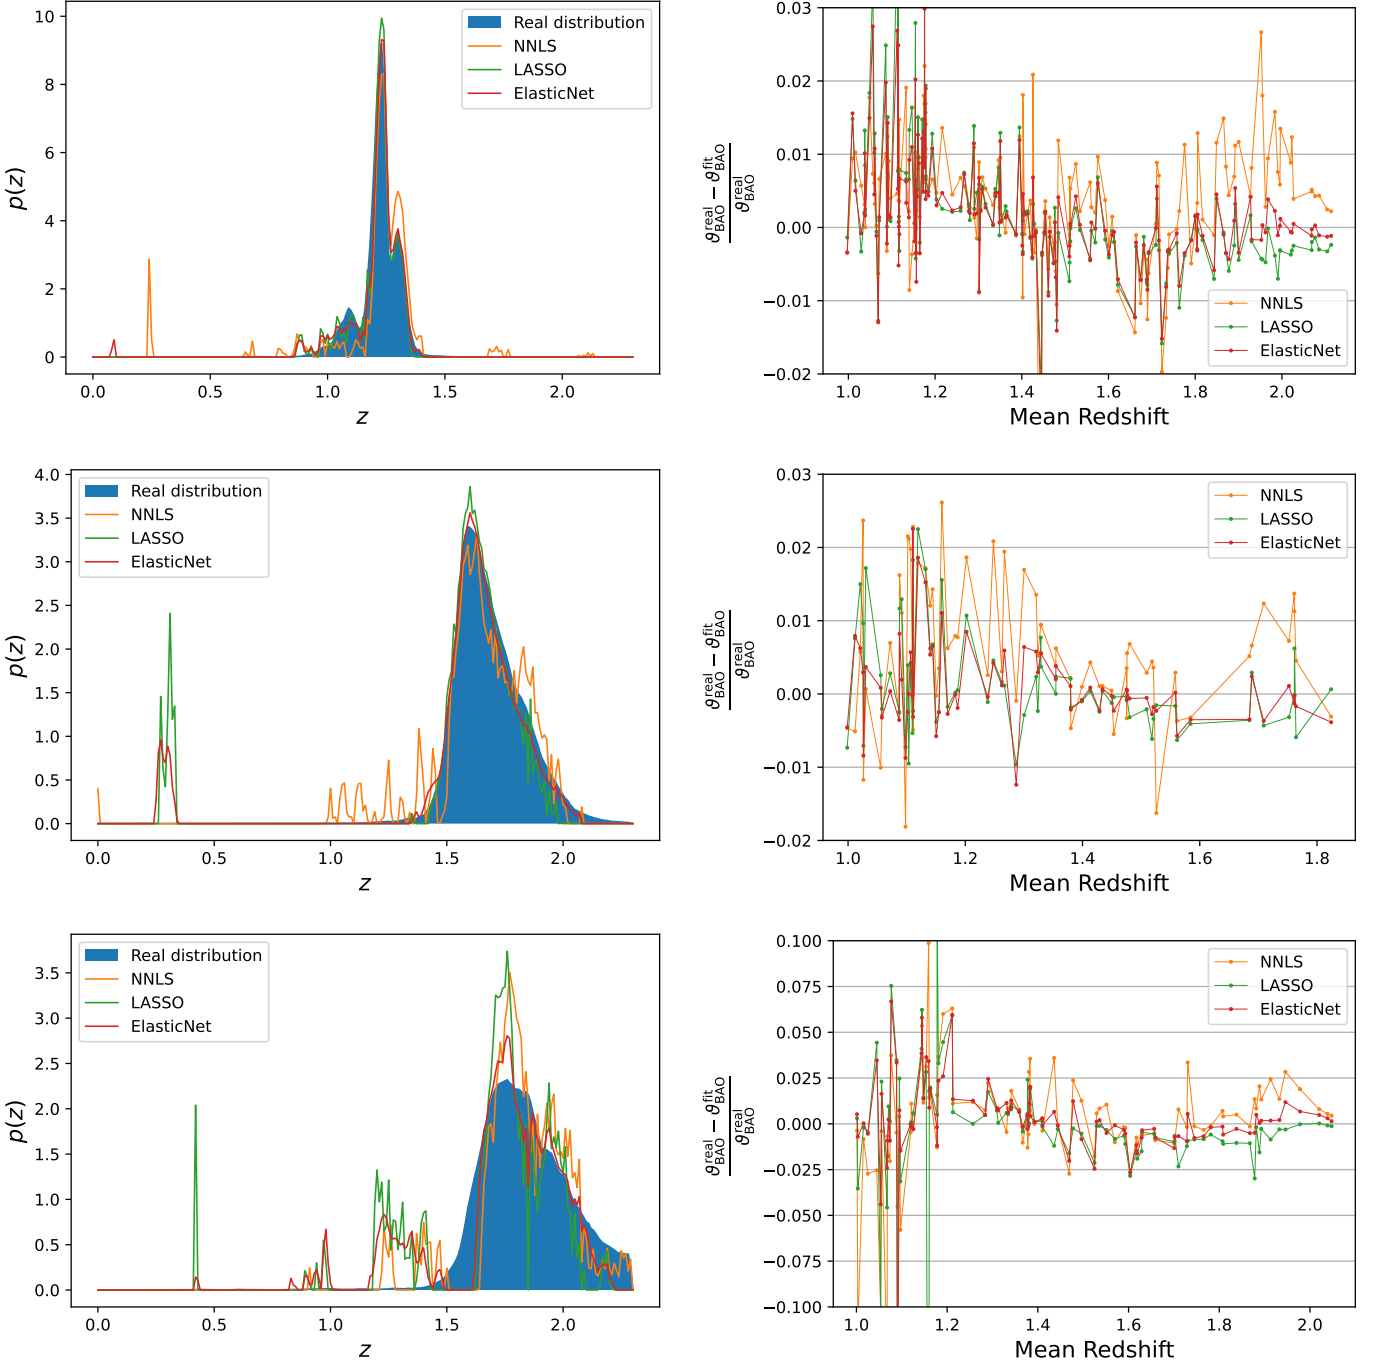 10
8
6
4
2
0
p(z)
0.0 0.5 1.0 1.5 2.0
z
Real distribution
NNLS
LASSO
ElasticNet
0.03
0.02
0.01
0.00
−0.01
−0.02
ϑ_BAO^real − ϑ_BAO^fit
ϑ_BAO^real
1.0 1.2 1.4 1.6 1.8 2.0
Mean Redshift
NNLS
LASSO
ElasticNet
4.0
3.5
3.0
2.5
2.0
1.5
1.0
0.5
0.0
p(z)
0.0 0.5 1.0 1.5 2.0
z
Real distribution
NNLS
LASSO
ElasticNet
0.03
0.02
0.01
0.00
−0.01
−0.02
ϑ_BAO^real − ϑ_BAO^fit
ϑ_BAO^real
1.0 1.2 1.4 1.6 1.8
Mean Redshift
NNLS
LASSO
ElasticNet
3.5
3.0
2.5
2.0
1.5
1.0
0.5
0.0
p(z)
0.0 0.5 1.0 1.5 2.0
z
Real distribution
NNLS
LASSO
ElasticNet
0.100
0.075
0.050
0.025
0.000
−0.025
−0.050
−0.075
−0.100
ϑ_BAO^real − ϑ_BAO^fit
ϑ_BAO^real
1.0 1.2 1.4 1.6 1.8 2.0
Mean Redshift
NNLS
LASSO
ElasticNet